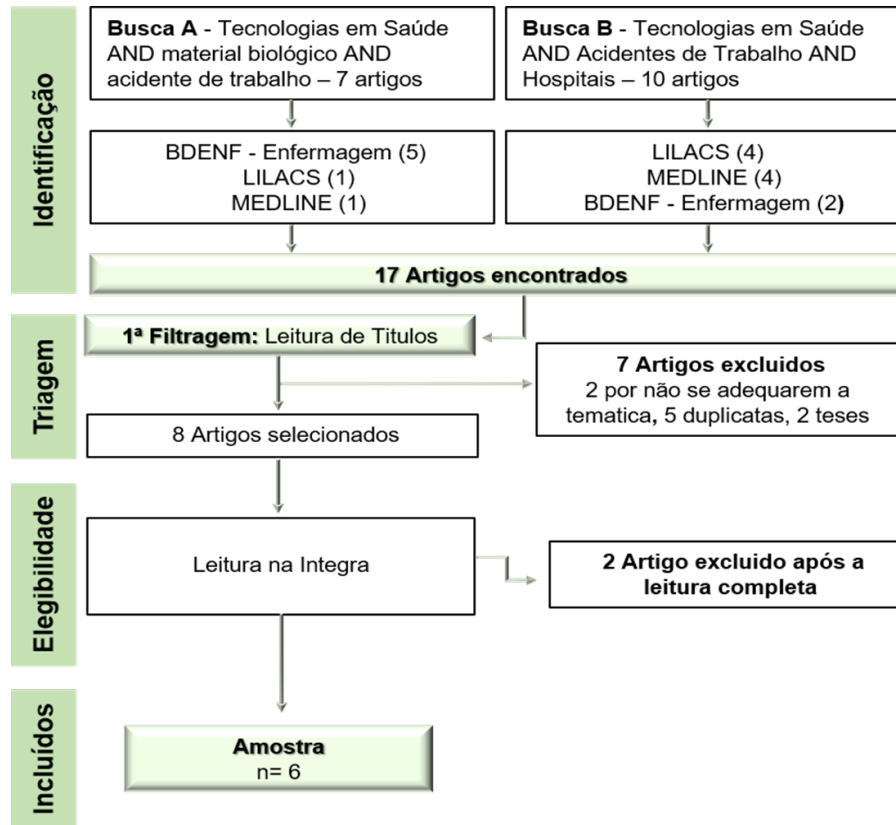 Identificação
Busca A - Tecnologias em Saúde
AND material biológico AND
acidente de trabalho – 7 artigos
Busca B - Tecnologias em Saúde
AND Acidentes de Trabalho AND
Hospitais – 10 artigos
BDENF - Enfermagem (5)
LILACS (1)
MEDLINE (1)
LILACS (4)
MEDLINE (4)
BDENF - Enfermagem (2)
17 Artigos encontrados
Triagem
1ª Filtragem: Leitura de Titulos
7 Artigos excluidos
2 por não se adequarem a
tematica, 5 duplicatas, 2 teses
8 Artigos selecionados
Elegibilidade
Leitura na Integra
2 Artigo excluido após a
leitura completa
Incluídos
Amostra
n= 6